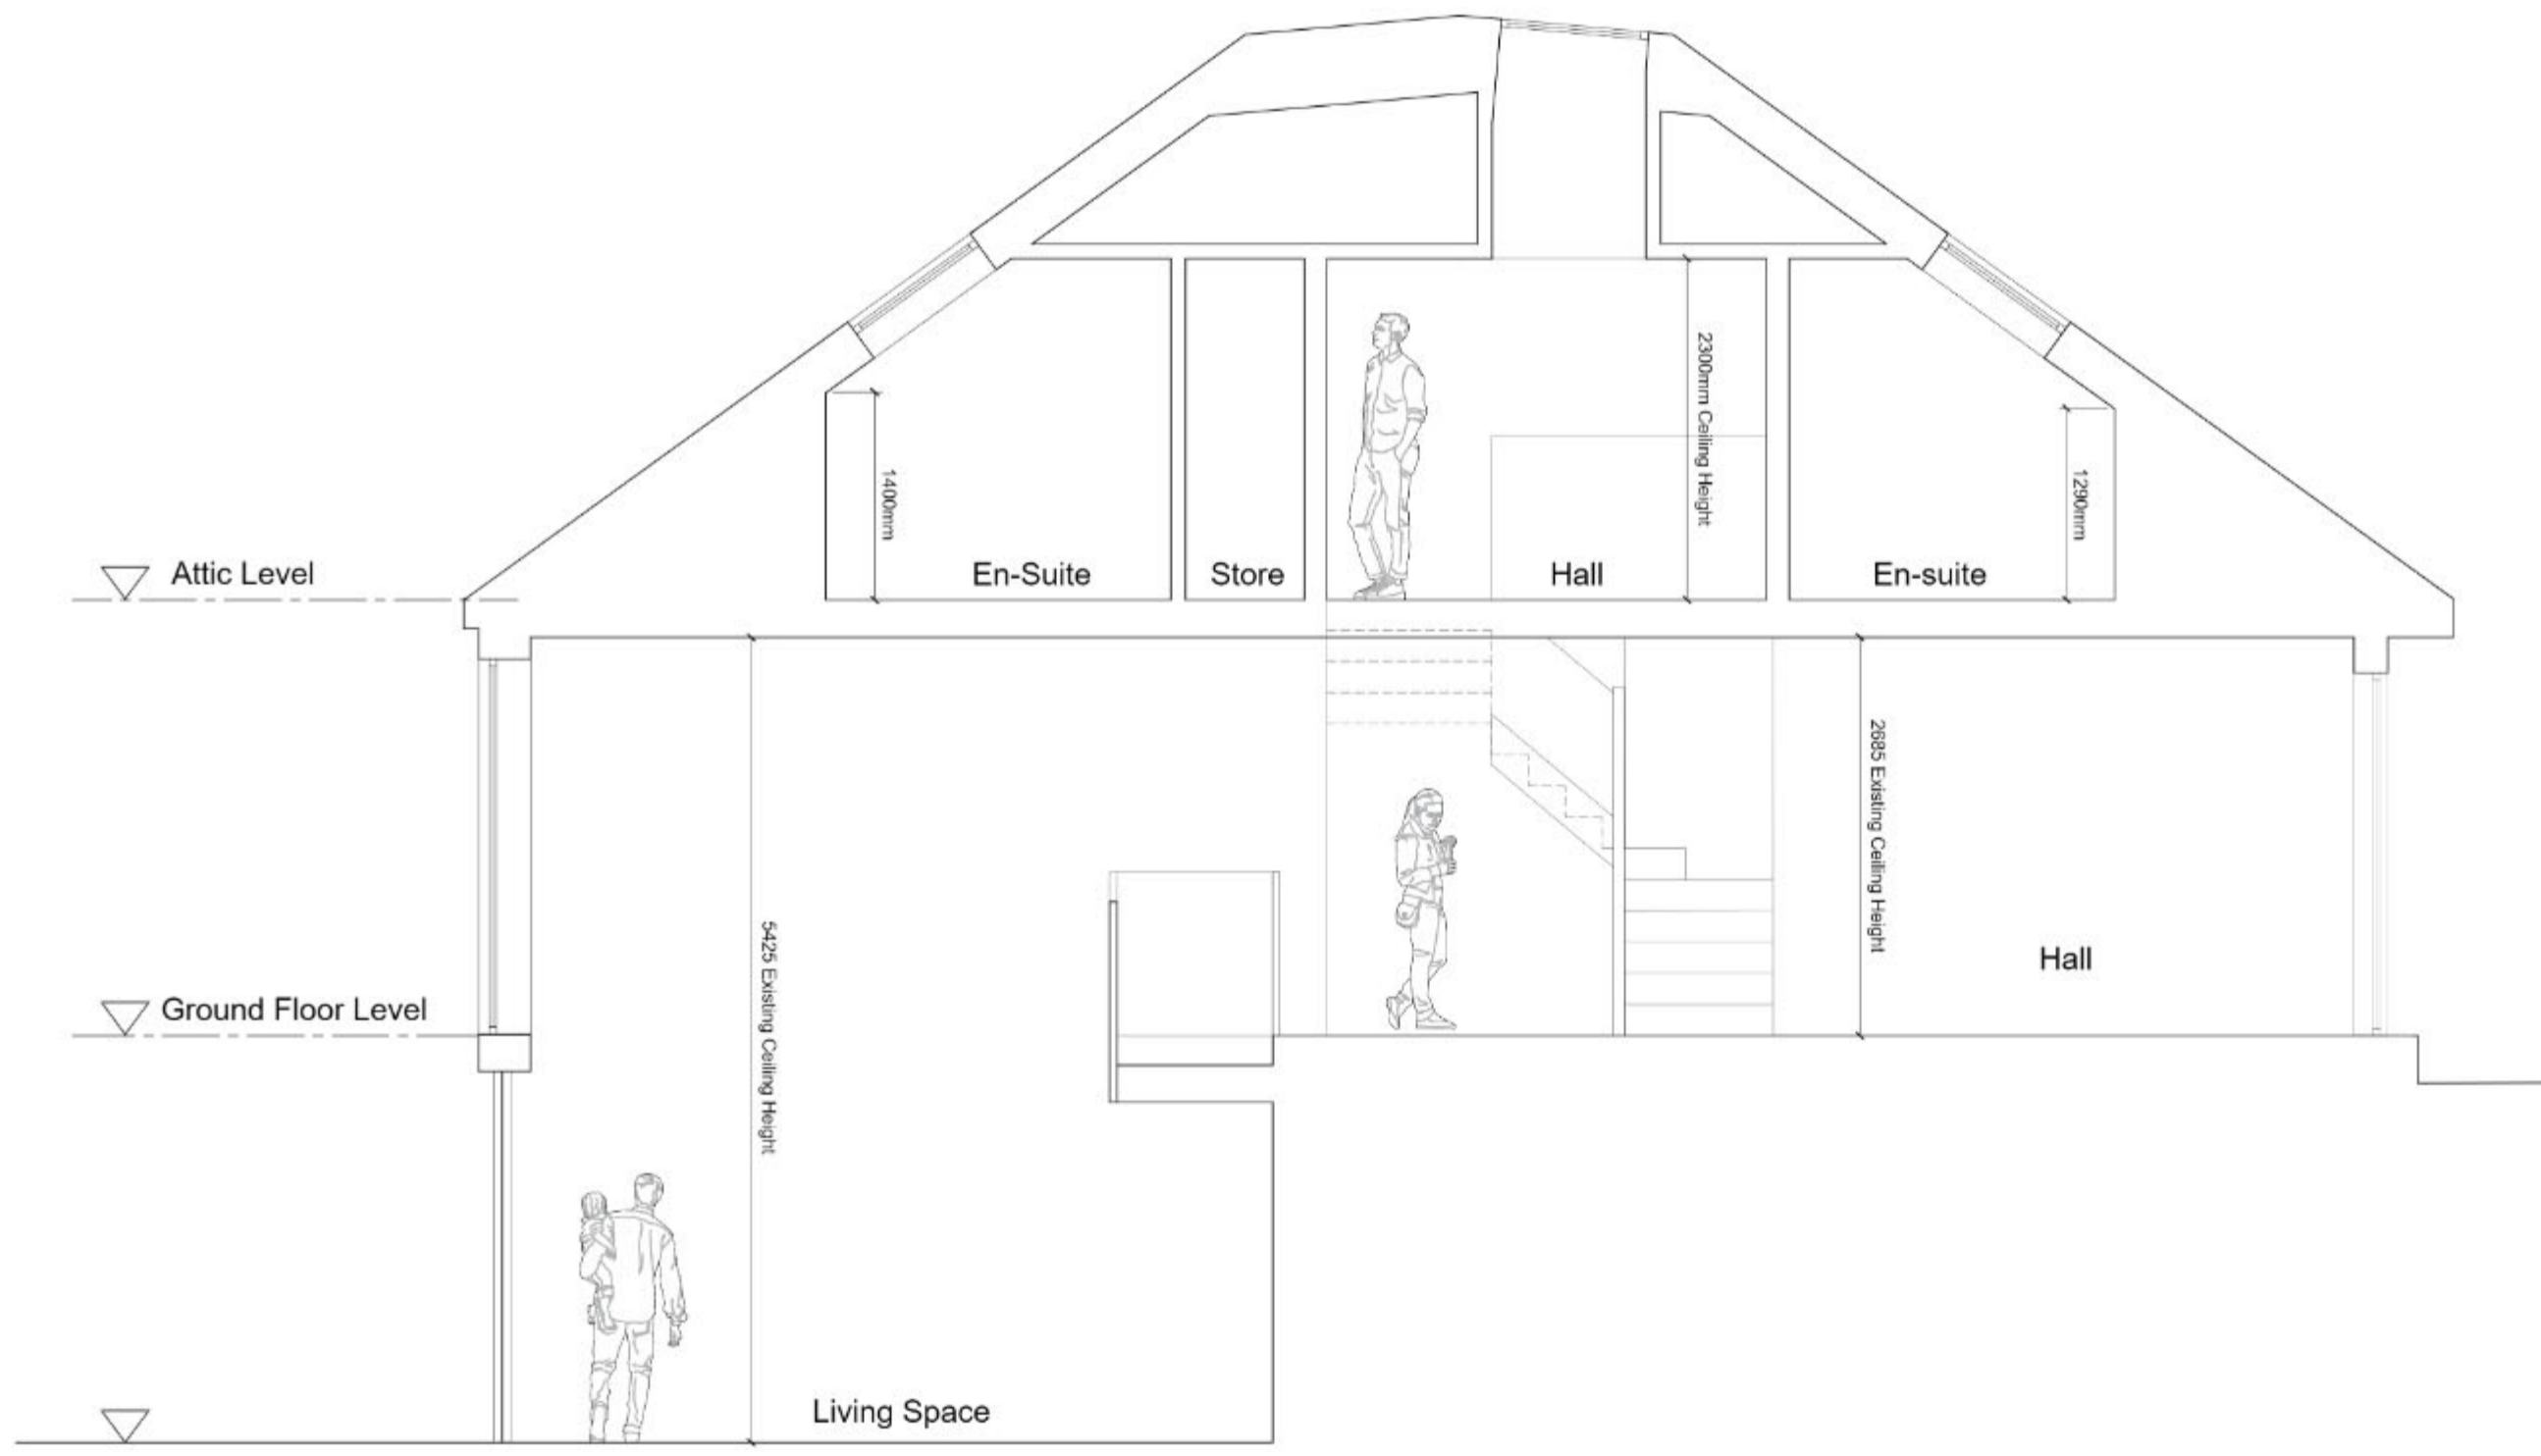 2300mm Ceiling Height
1400mm
1290mm
Attic Level
En-Suite
Store
Hall
En-suite
2685 Existing Ceiling Height
5425 Existing Ceiling Height
Hall
Ground Floor Level
Living Space